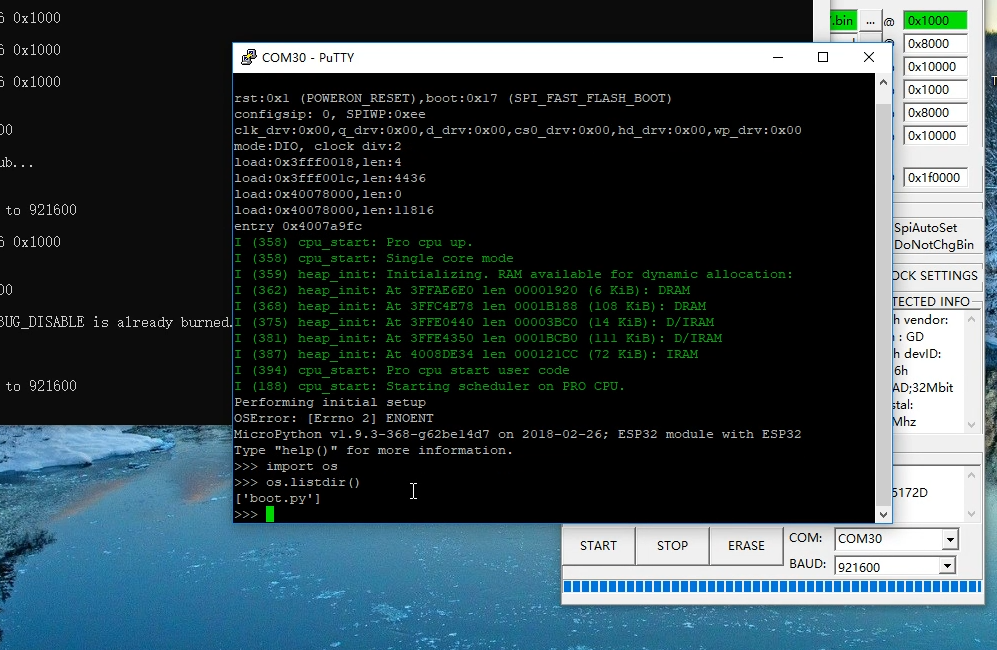 6 0x1000
6 0x1000
6 0x1000
00
ub...
to 921600
6 0x1000
00
BUG_DISABLE is already burned.
to 921600
COM30 - PuTTY
rst:0x1 (POWERON_RESET),boot:0x17 (SPI_FAST_FLASH_BOOT)
configsip: 0, SPIWP:0xee
clk_drv:0x00,q_drv:0x00,d_drv:0x00,cs0_drv:0x00,hd_drv:0x00,wp_drv:0x00
mode:DIO, clock div:2
load:0x3fff0018,len:4
load:0x3fff001c,len:4436
load:0x40078000,len:0
load:0x40078000,len:11816
entry 0x4007a9fc
I (358) cpu_start: Pro cpu up.
I (358) cpu_start: Single core mode
I (359) heap_init: Initializing. RAM available for dynamic allocation:
I (362) heap_init: At 3FFAE6E0 len 00001920 (6 KiB): DRAM
I (368) heap_init: At 3FFC4E78 len 0001B188 (108 KiB): DRAM
I (375) heap_init: At 3FFE0440 len 00003BC0 (14 KiB): D/IRAM
I (381) heap_init: At 3FFE4350 len 0001BCB0 (111 KiB): D/IRAM
I (387) heap_init: At 4008DE34 len 000121CC (72 KiB): IRAM
I (394) cpu_start: Pro cpu start user code
I (188) cpu_start: Starting scheduler on PRO CPU.
Performing initial setup
OSError: [Errno 2] ENOENT
MicroPython v1.9.3-368-g62be14d7 on 2018-02-26; ESP32 module with ESP32
Type "help()" for more information.
>>> import os
>>> os.listdir()
['boot.py']
>>>
.bin ... @ 0x1000
0x8000
0x10000
0x1000
0x8000
0x10000
0x1f0000
SpiAutoSet
DoNotChgBin
OCK SETTINGS
TECTED INFO
h vendor:
: GD
h devID:
6h
AD;32Mbit
stal:
Mhz
5172D
START STOP ERASE
COM: COM30
BAUD: 921600